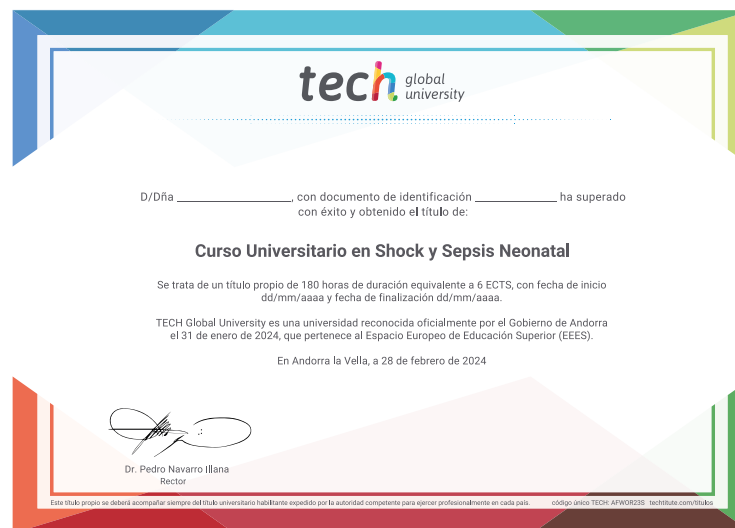 tech global
university
D/Dña ____________________, con documento de identificación ______________ ha superado
con éxito y obtenido el título de:
Curso Universitario en Shock y Sepsis Neonatal
Se trata de un título propio de 180 horas de duración equivalente a 6 ECTS, con fecha de inicio
dd/mm/aaaa y fecha de finalización dd/mm/aaaa.
TECH Global University es una universidad reconocida oficialmente por el Gobierno de Andorra
el 31 de enero de 2024, que pertenece al Espacio Europeo de Educación Superior (EEES).
En Andorra la Vella, a 28 de febrero de 2024
Dr. Pedro Navarro Illana
Rector
Este título propio se deberá acompañar siempre del título universitario habilitante expedido por la autoridad competente para ejercer profesionalmente en cada país. código único TECH: AFWOR23S techtitute.com/titulos